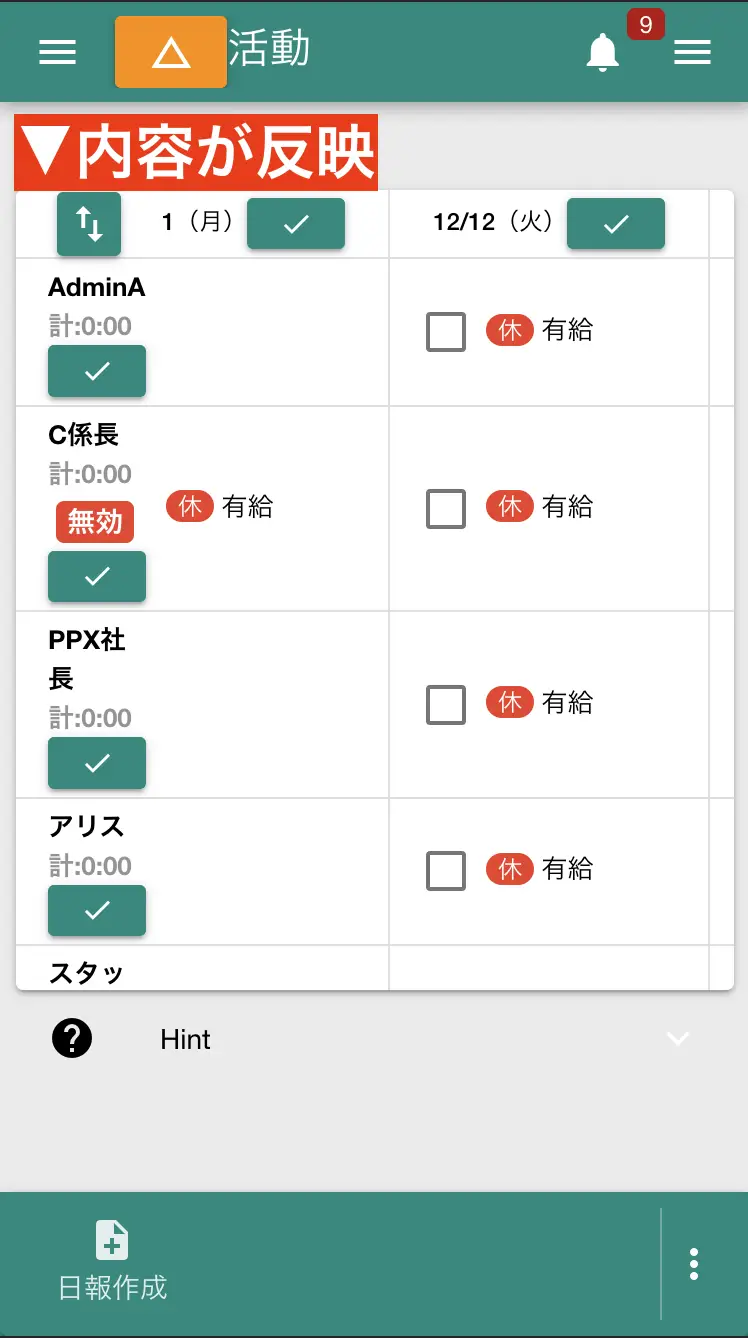 活動
9
▼内容が反映
1（月） 12/12（火）
AdminA
計:0:00
休 有給
C係長
計:0:00
無効
休 有給
休 有給
PPX社
長
計:0:00
休 有給
アリス
計:0:00
休 有給
スタッ
? Hint
日報作成